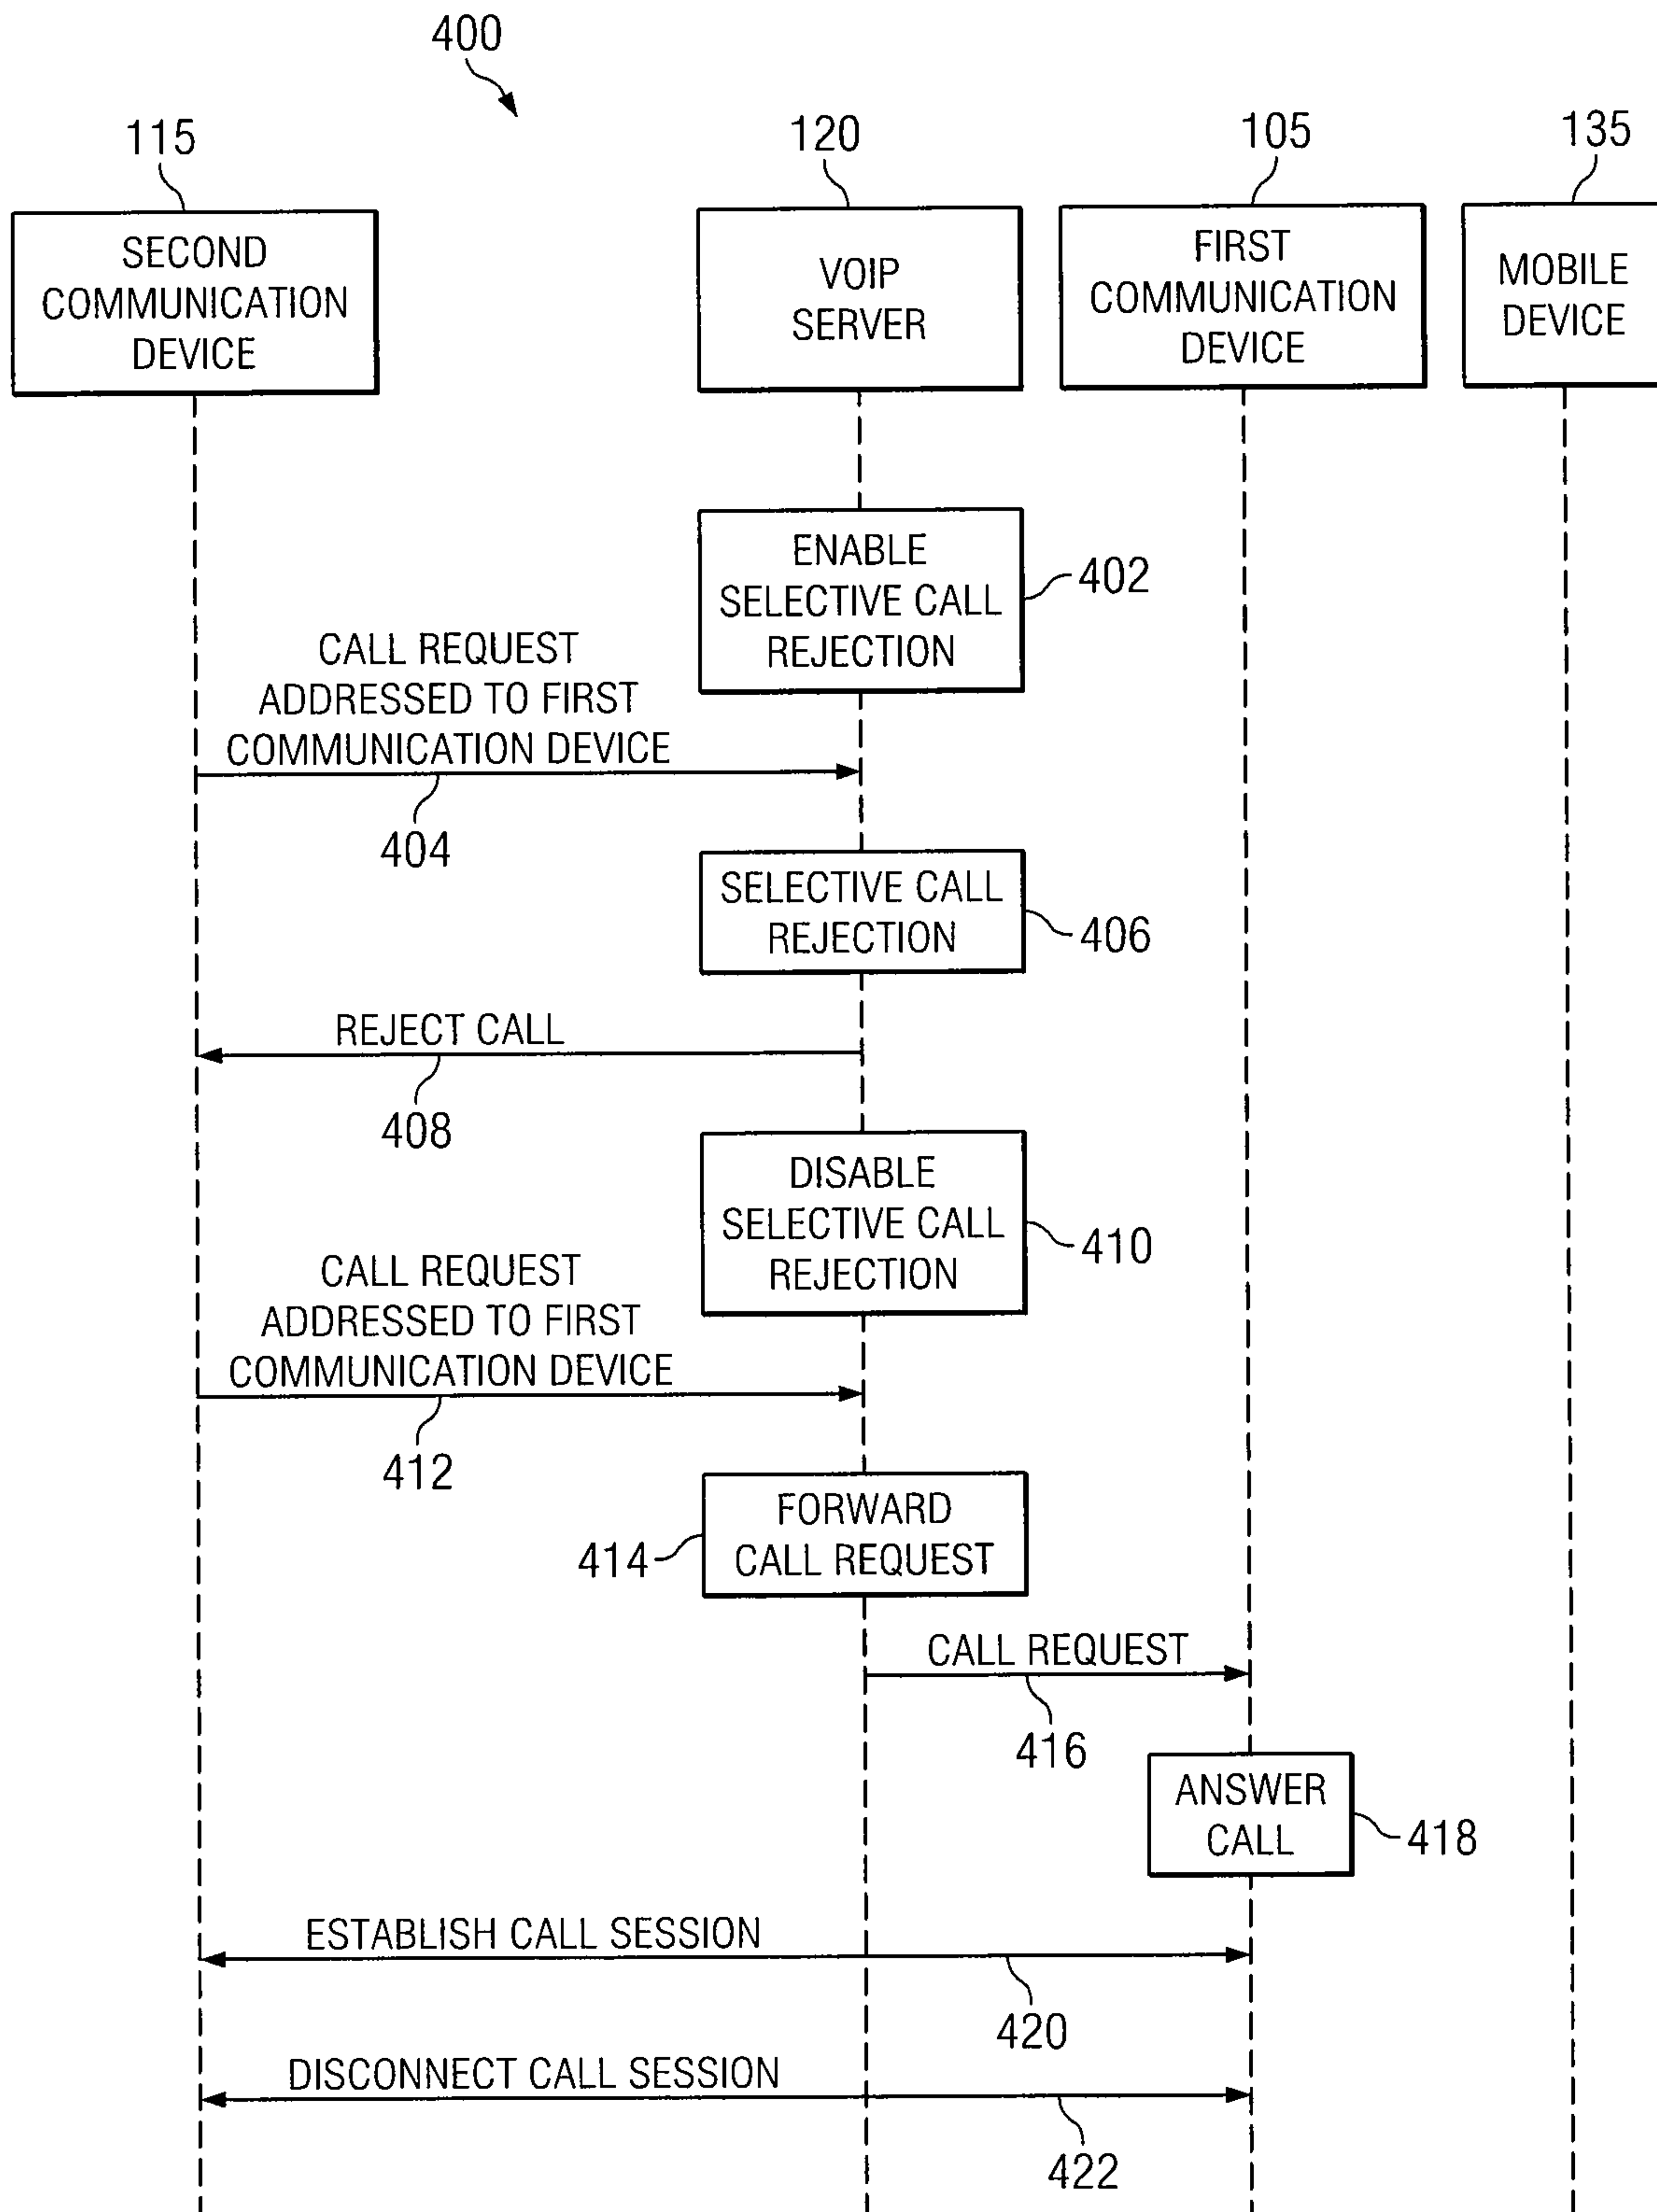 400
115
120
105
135
SECOND
COMMUNICATION
DEVICE
VOIP
SERVER
FIRST
COMMUNICATION
DEVICE
MOBILE
DEVICE
ENABLE
SELECTIVE CALL
REJECTION
402
CALL REQUEST
ADDRESSED TO FIRST
COMMUNICATION DEVICE
404
SELECTIVE CALL
REJECTION
406
REJECT CALL
408
DISABLE
SELECTIVE CALL
REJECTION
410
CALL REQUEST
ADDRESSED TO FIRST
COMMUNICATION DEVICE
412
FORWARD
CALL REQUEST
414
CALL REQUEST
416
ANSWER
CALL
418
ESTABLISH CALL SESSION
420
DISCONNECT CALL SESSION
422